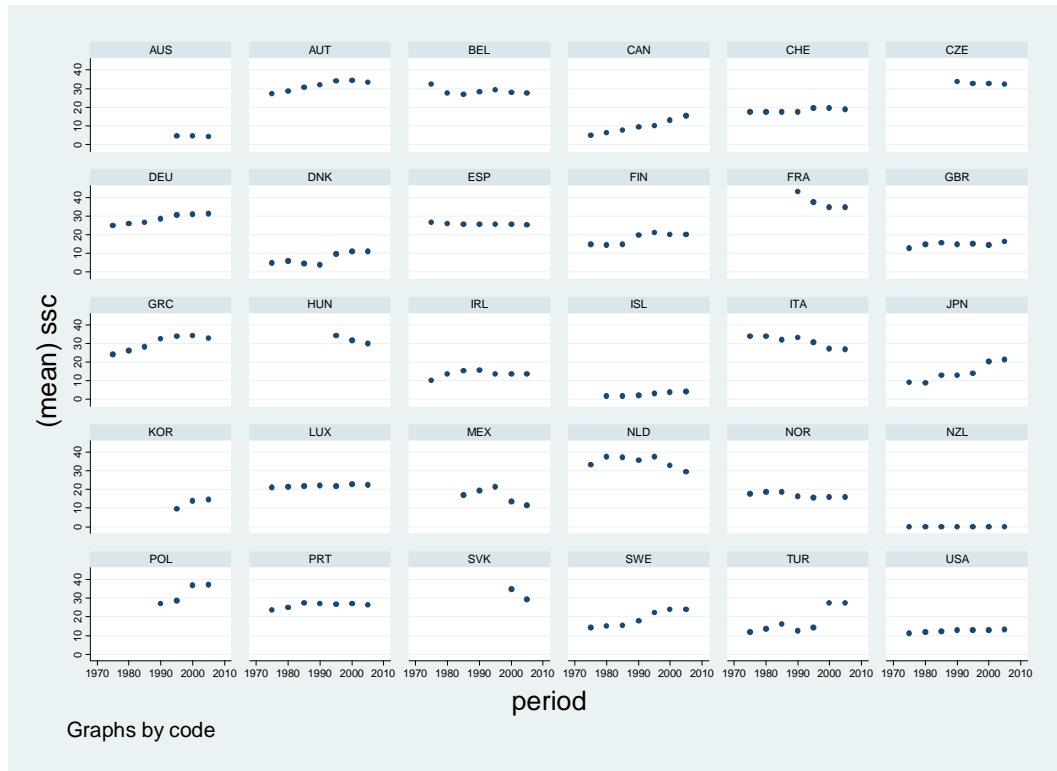 AUS AUT BEL CAN CHE CZE
0 10 20 30 40
DEU DNK ESP FIN FRA GBR
0 10 20 30 40
GRC HUN IRL ISL ITA JPN
0 10 20 30 40
KOR LUX MEX NLD NOR NZL
0 10 20 30 40
POL PRT SVK SWE TUR USA
0 10 20 30 40
1970 1980 1990 2000 2010 1970 1980 1990 2000 2010 1970 1980 1990 2000 2010 1970 1980 1990 2000 2010 1970 1980 1990 2000 2010 1970 1980 1990 2000 2010
(mean) ssc
period
Graphs by code